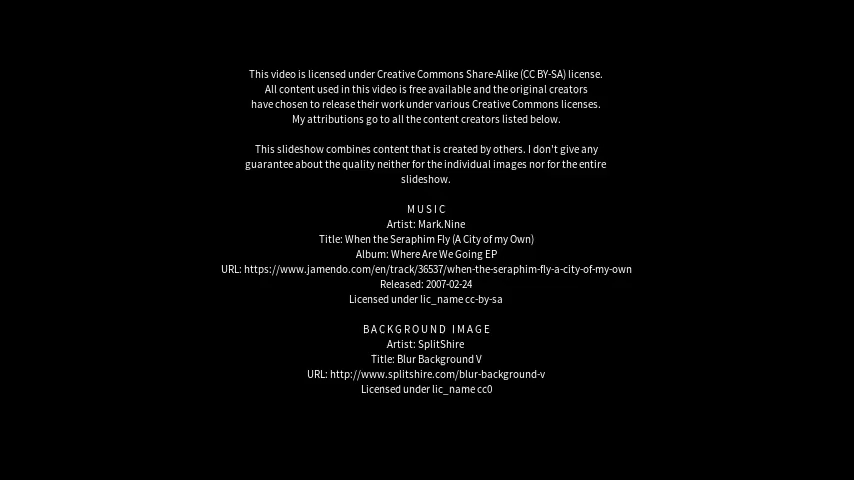 This video is licensed under Creative Commons Share-Alike (CC BY-SA) license.
All content used in this video is free available and the original creators
have chosen to release their work under various Creative Commons licenses.
My attributions go to all the content creators listed below.
This slideshow combines content that is created by others. I don't give any
guarantee about the quality neither for the individual images nor for the entire
slideshow.
MUSIC
Artist: Mark.Nine
Title: When the Seraphim Fly (A City of my Own)
Album: Where Are We Going EP
URL: https://www.jamendo.com/en/track/36537/when-the-seraphim-fly-a-city-of-my-own
Released: 2007-02-24
Licensed under lic_name cc-by-sa
BACKGROUND IMAGE
Artist: SplitShire
Title: Blur Background V
URL: http://www.splitshire.com/blur-background-v
Licensed under lic_name cc0